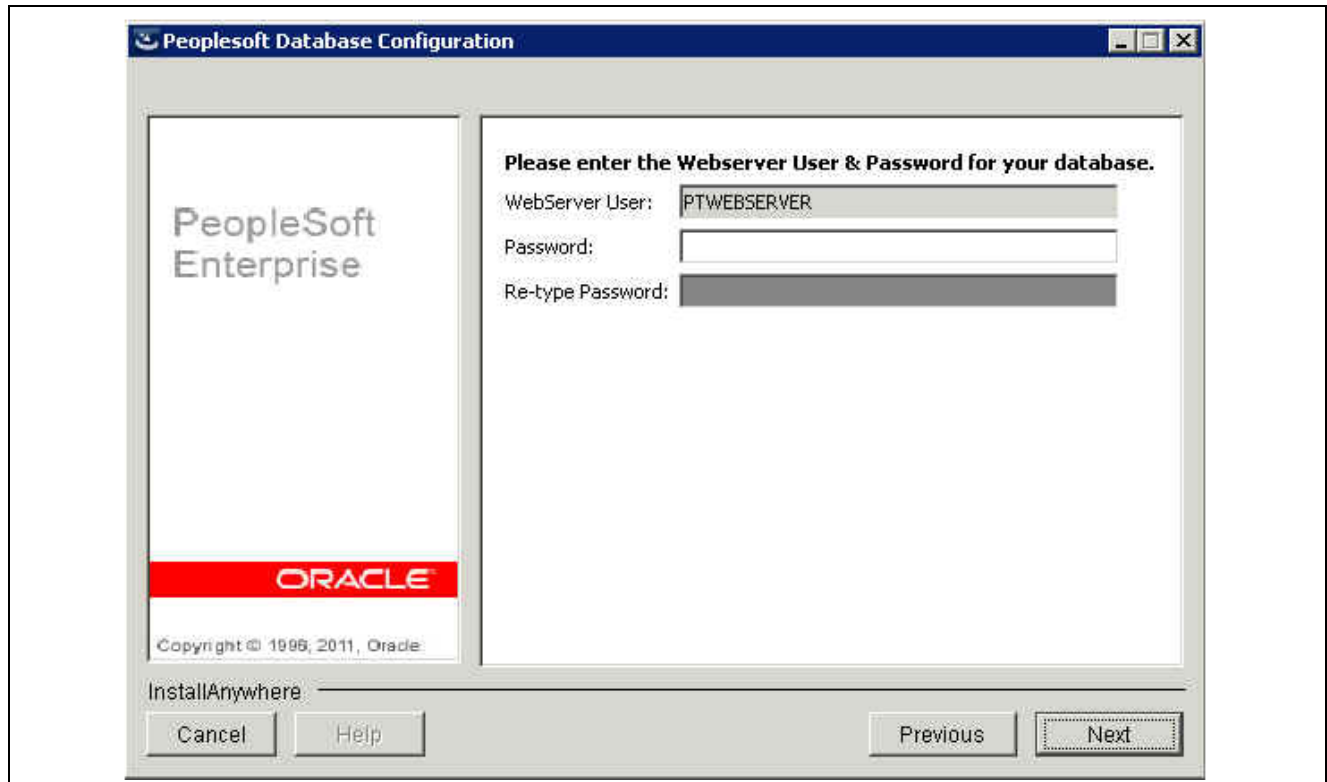 Peoplesoft Database Configuration
PeopleSoft
Enterprise
Please enter the Webserver User & Password for your database.
WebServer User: PTWEBSERVER
Password:
Re-type Password:
ORACLE
Copyright © 1996, 2011, Oracle
InstallAnywhere
Cancel Help Previous Next